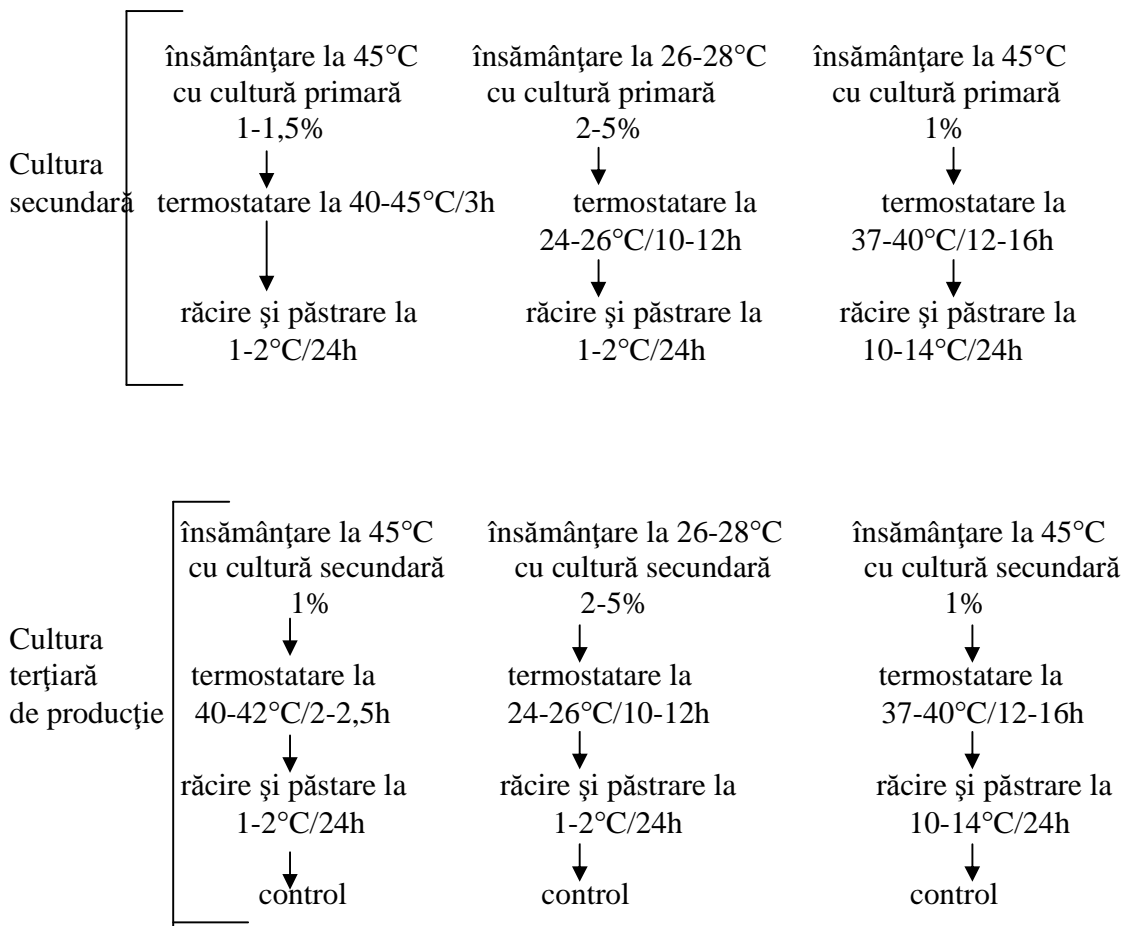 însămânţare la 45°C
cu cultură primară
1-1,5%
însămânţare la 26-28°C
cu cultură primară
2-5%
însămânţare la 45°C
cu cultură primară
1%
Cultura
secundară
termostatare la 40-45°C/3h
termostatare la
24-26°C/10-12h
termostatare la
37-40°C/12-16h
răcire şi păstrare la
1-2°C/24h
răcire şi păstrare la
1-2°C/24h
răcire şi păstrare la
10-14°C/24h
însămânţare la 45°C
cu cultură secundară
1%
însămânţare la 26-28°C
cu cultură secundară
2-5%
însămânţare la 45°C
cu cultură secundară
1%
Cultura
terţiară
de producţie
termostatare la
40-42°C/2-2,5h
termostatare la
24-26°C/10-12h
termostatare la
37-40°C/12-16h
răcire şi păstare la
1-2°C/24h
răcire şi păstrare la
1-2°C/24h
răcire şi păstrare la
10-14°C/24h
control
control
control